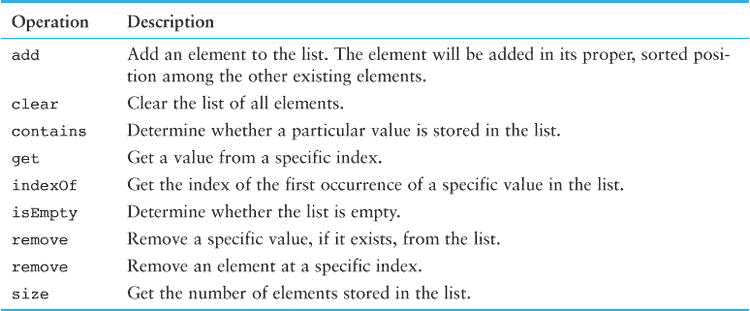 Operation Description
add Add an element to the list. The element will be added in its proper, sorted posi-
tion among the other existing elements.
clear Clear the list of all elements.
contains Determine whether a particular value is stored in the list.
get Get a value from a specific index.
indexOf Get the index of the first occurrence of a specific value in the list.
isEmpty Determine whether the list is empty.
remove Remove a specific value, if it exists, from the list.
remove Remove an element at a specific index.
size Get the number of elements stored in the list.